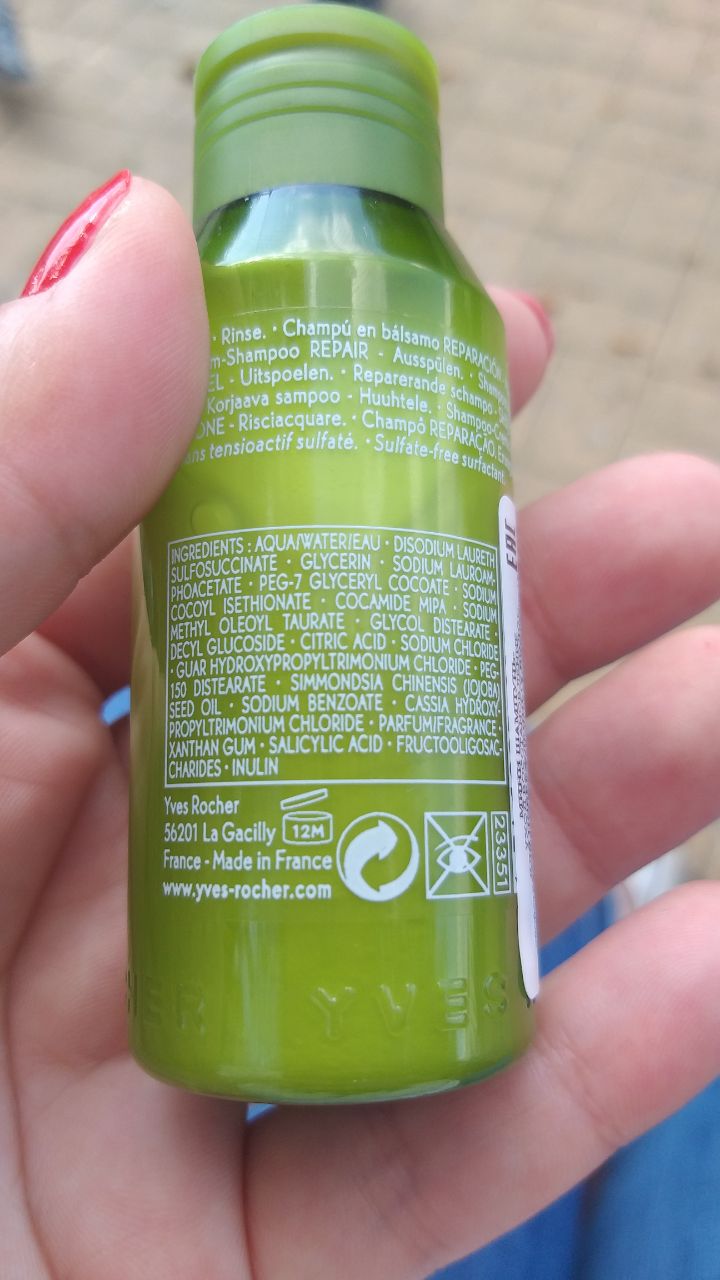 · Rinse. · Champú en bálsamo REPARACIÓN
m-Shampoo REPAIR · Ausspülen.
EL · Uitspoelen. · Reparerande schampo
Korjaava sampoo · Huuhtele. · Shampoo
ONE · Risciacquare. · Champô REPARAÇÃO.
ans tensioactif sulfaté. · Sulfate-free surfactant
INGREDIENTS : AQUA/WATER/EAU · DISODIUM LAURETH
SULFOSUCCINATE · GLYCERIN · SODIUM LAUROAM-
PHOACETATE · PEG-7 GLYCERYL COCOATE · SODIUM
COCOYL ISETHIONATE · COCAMIDE MIPA · SODIUM
METHYL OLEOYL TAURATE · GLYCOL DISTEARATE ·
DECYL GLUCOSIDE · CITRIC ACID · SODIUM CHLORIDE
· GUAR HYDROXYPROPYLTRIMONIUM CHLORIDE · PEG-
150 DISTEARATE · SIMMONDSIA CHINENSIS (JOJOBA)
SEED OIL · SODIUM BENZOATE · CASSIA HYDROXY-
PROPYLTRIMONIUM CHLORIDE · PARFUM/FRAGRANCE ·
XANTHAN GUM · SALICYLIC ACID · FRUCTOOLIGOSAC-
CHARIDES · INULIN
Yves Rocher
56201 La Gacilly
France - Made in France
www.yves-rocher.com
12M
23351
EAC
HER YVES